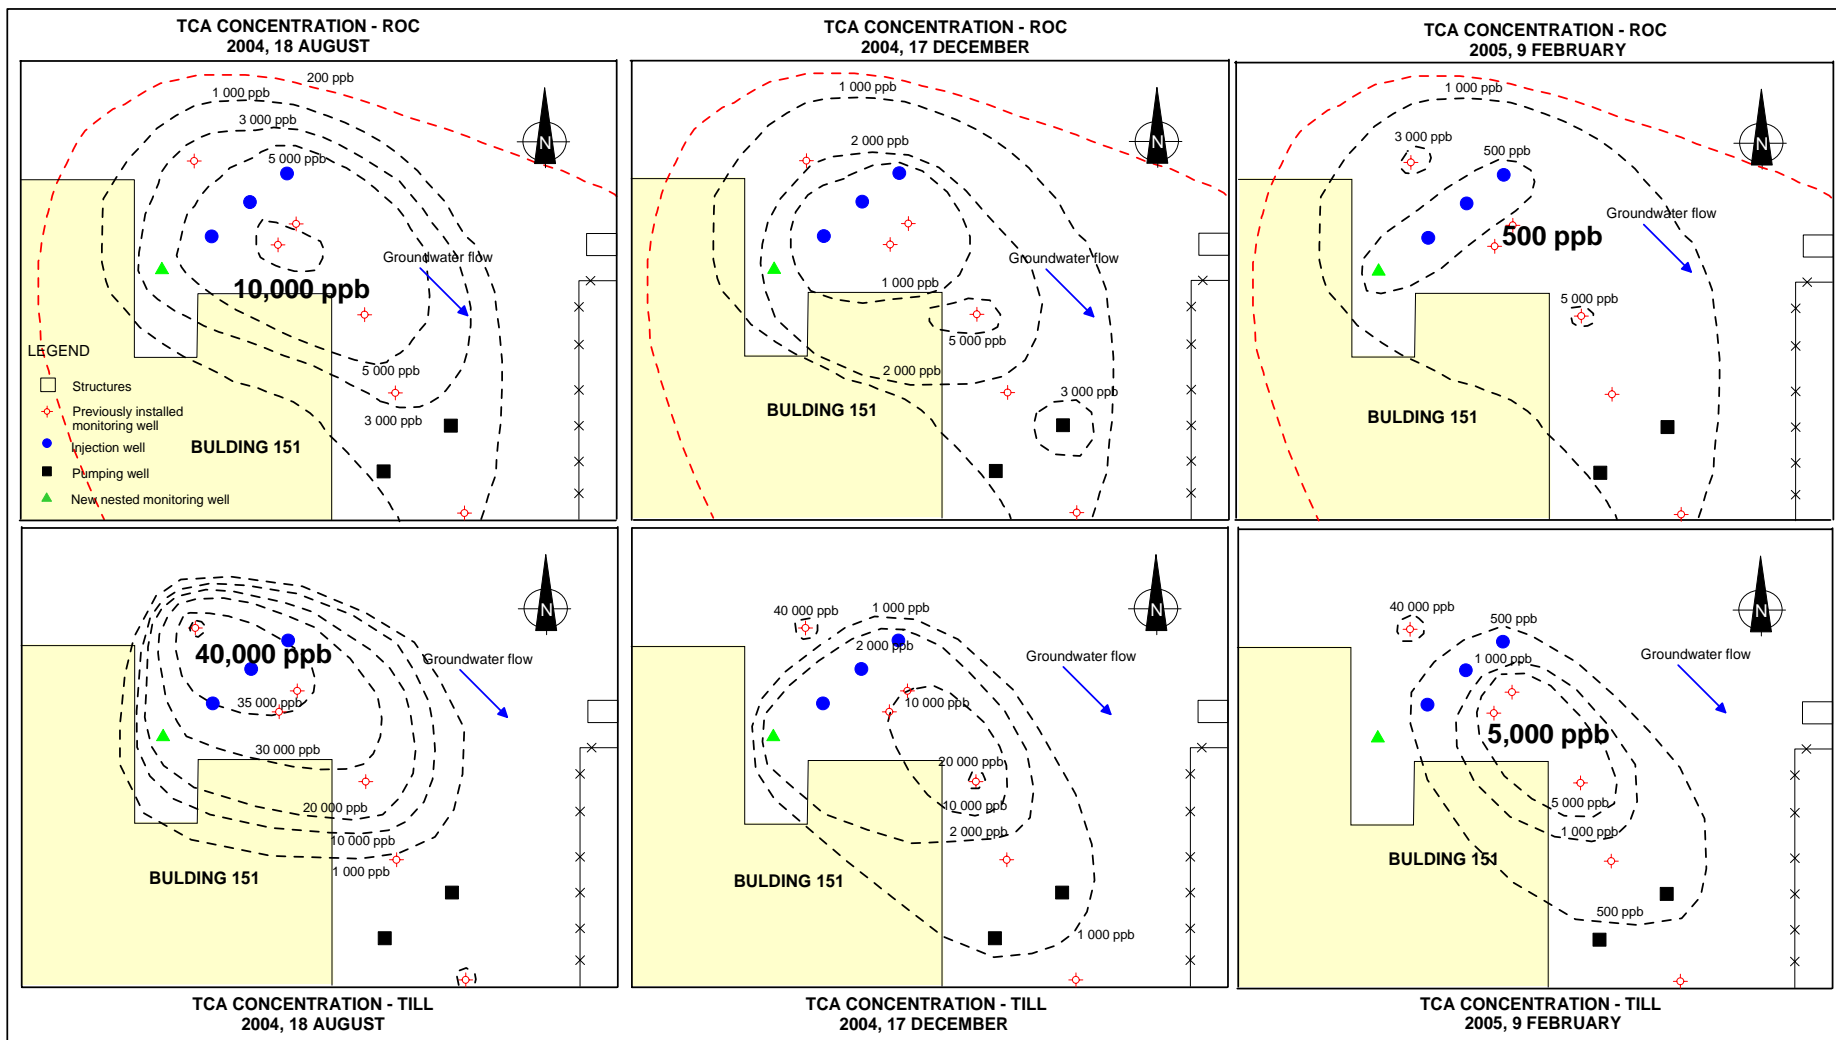 TCA CONCENTRATION - ROC
2004, 18 AUGUST
200 ppb
1 000 ppb
3 000 ppb
5 000 ppb
N
Groundwater flow
10,000 ppb
LEGEND
Structures
Previously installed
monitoring well
Injection well
Pumping well
New nested monitoring well
5 000 ppb
3 000 ppb
BULDING 151
TCA CONCENTRATION - ROC
2004, 17 DECEMBER
1 000 ppb
2 000 ppb
N
Groundwater flow
1 000 ppb
5 000 ppb
2 000 ppb
3 000 ppb
BULDING 151
TCA CONCENTRATION - ROC
2005, 9 FEBRUARY
1 000 ppb
3 000 ppb
500 ppb
N
Groundwater flow
500 ppb
5 000 ppb
BULDING 151
40,000 ppb
N
Groundwater flow
35 000 ppb
30 000 ppb
20 000 ppb
10 000 ppb
1 000 ppb
BULDING 151
TCA CONCENTRATION - TILL
2004, 18 AUGUST
40 000 ppb
1 000 ppb
2 000 ppb
N
Groundwater flow
10 000 ppb
20 000 ppb
10 000 ppb
2 000 ppb
BULDING 151
1 000 ppb
TCA CONCENTRATION - TILL
2004, 17 DECEMBER
40 000 ppb
500 ppb
N
1 000 ppb
Groundwater flow
5,000 ppb
5 000 ppb
1 000 ppb
BULDING 151
500 ppb
TCA CONCENTRATION - TILL
2005, 9 FEBRUARY